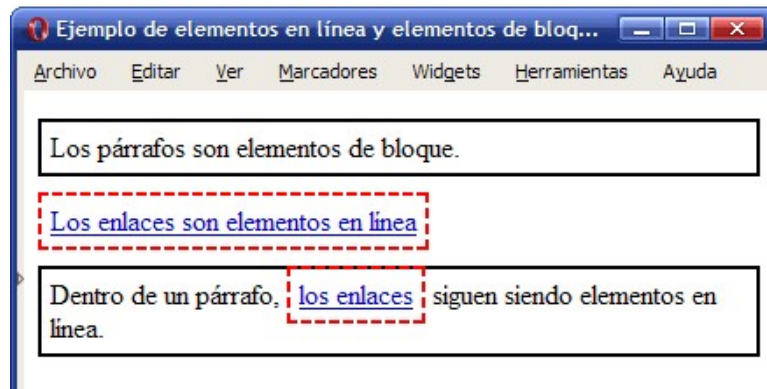 Ejemplo de elementos en línea y elementos de bloq...
Archivo Editar Ver Marcadores Widgets Herramientas Ayuda
Los párrafos son elementos de bloque.
Los enlaces son elementos en línea
Dentro de un párrafo, los enlaces siguen siendo elementos en
línea.